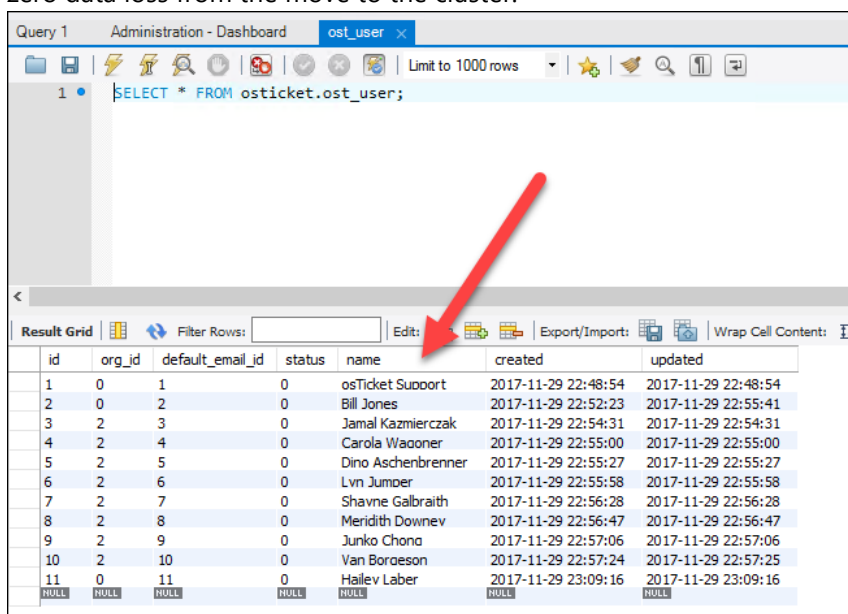 zero data loss from the move to the cluster.
Query 1 Administration - Dashboard ost_user
Limit to 1000 rows
1 SELECT * FROM osticket.ost_user;
Result Grid Filter Rows: Edit: Export/Import: Wrap Cell Content:
id org_id default_email_id status name created updated
1 0 1 0 osTicket Support 2017-11-29 22:48:54 2017-11-29 22:48:54
2 0 2 0 Bill Jones 2017-11-29 22:52:23 2017-11-29 22:55:41
3 2 3 0 Jamal Kazmierczak 2017-11-29 22:54:31 2017-11-29 22:54:31
4 2 4 0 Carola Wagoner 2017-11-29 22:55:00 2017-11-29 22:55:00
5 2 5 0 Dino Aschenbrenner 2017-11-29 22:55:27 2017-11-29 22:55:27
6 2 6 0 Lyn Jumper 2017-11-29 22:55:58 2017-11-29 22:55:58
7 2 7 0 Shayne Galbraith 2017-11-29 22:56:28 2017-11-29 22:56:28
8 2 8 0 Meridith Downey 2017-11-29 22:56:47 2017-11-29 22:56:47
9 2 9 0 Junko Chong 2017-11-29 22:57:06 2017-11-29 22:57:06
10 2 10 0 Van Borgeson 2017-11-29 22:57:24 2017-11-29 22:57:25
11 0 11 0 Hailey Laber 2017-11-29 23:09:16 2017-11-29 23:09:16
NULL NULL NULL NULL NULL NULL NULL